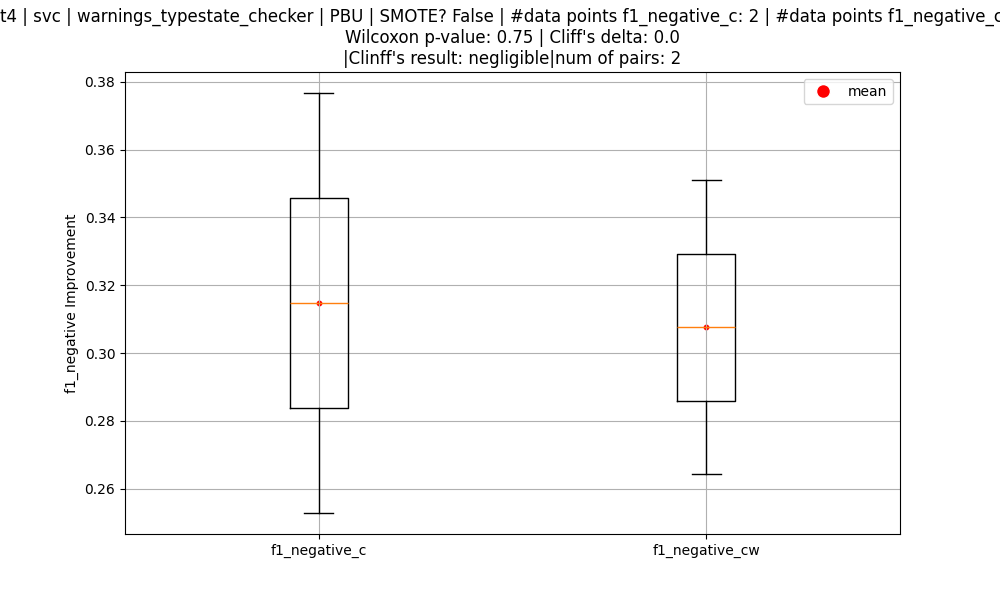 t4 | svc | warnings_typestate_checker | PBU | SMOTE? False | #data points f1_negative_c: 2 | #data points f1_negative_c
Wilcoxon p-value: 0.75 | Cliff's delta: 0.0
|Clinff's result: negligible|num of pairs: 2
mean
0.38
0.36
0.34
0.32
0.30
0.28
0.26
f1_negative Improvement
f1_negative_c
f1_negative_cw